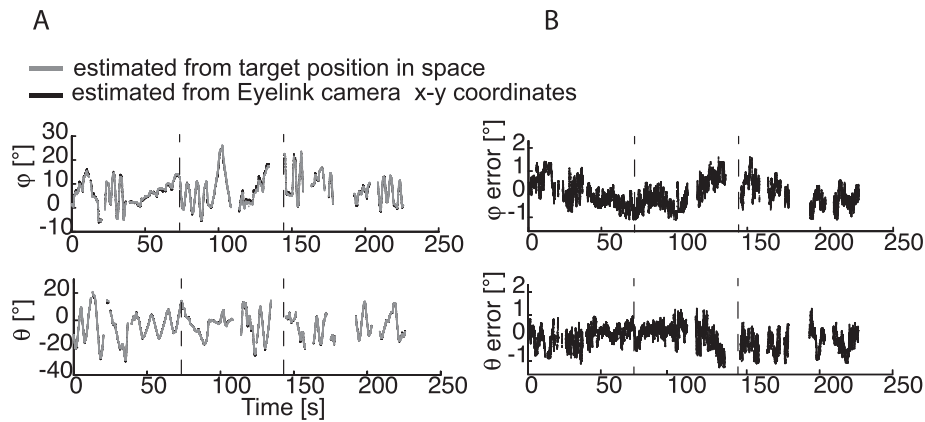 A
B
estimated from target position in space
estimated from Eyelink camera x-y coordinates
φ [°]
30
20
10
0
-10
0 50 100 150 200 250
φ error [°]
2
1
0
-1
0 50 100 150 200 250
θ [°]
20
0
-20
-40
0 50 100 150 200 250
Time [s]
θ error [°]
2
1
0
-1
0 50 100 150 200 250